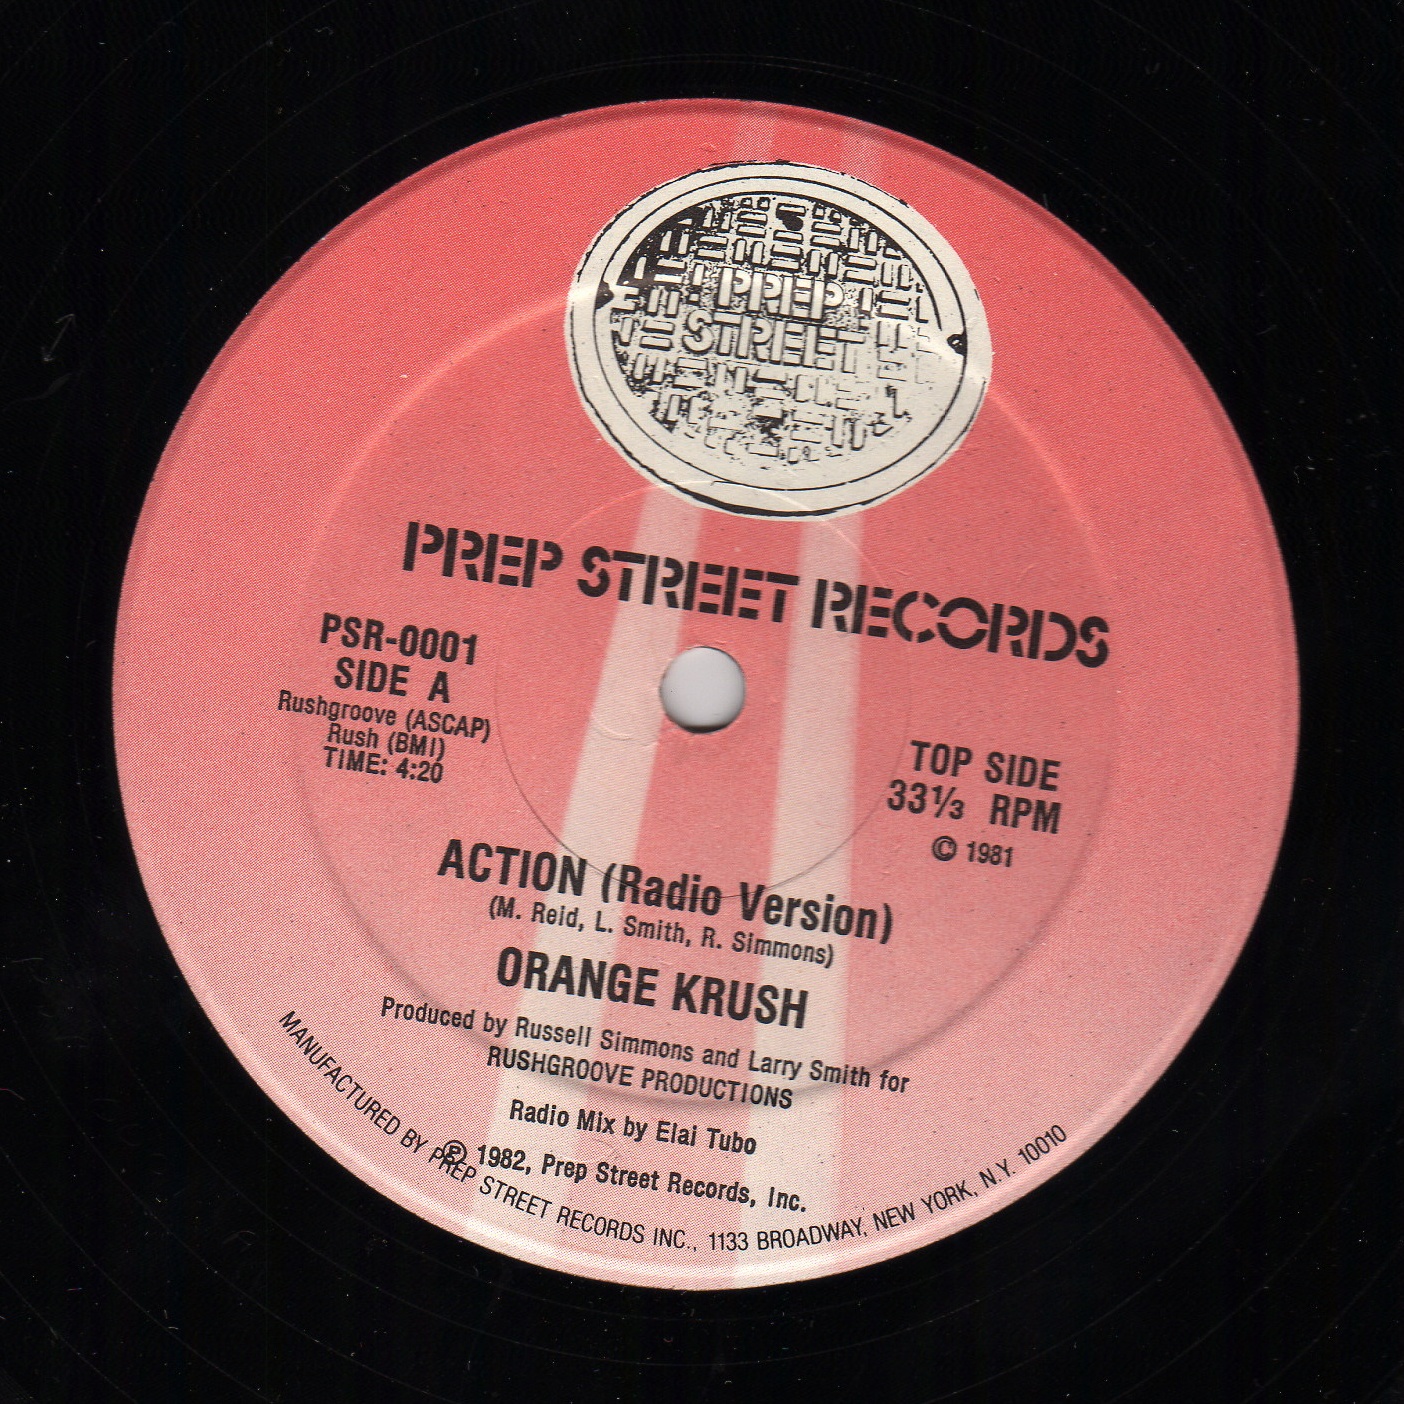 PREP
STREET
PREP STREET RECORDS
PSR-0001
SIDE A
Rushgroove (ASCAP)
Rush (BMI)
TIME: 4:20
TOP SIDE
33⅓ RPM
© 1981
ACTION (Radio Version)
(M. Reid, L. Smith, R. Simmons)
ORANGE KRUSH
Produced by Russell Simmons and Larry Smith for
RUSHGROOVE PRODUCTIONS
Radio Mix by Elai Tubo
℗ 1982, Prep Street Records, Inc.
MANUFACTURED BY PREP STREET RECORDS INC., 1133 BROADWAY, NEW YORK, N.Y. 10010